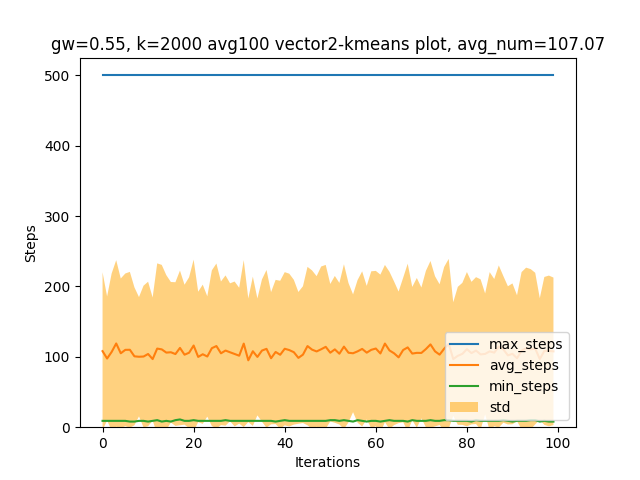 gw=0.55, k=2000 avg100 vector2-kmeans plot, avg_num=107.07
500
400
300
200
100
0
Steps
max_steps
avg_steps
min_steps
std
0 20 40 60 80 100
Iterations